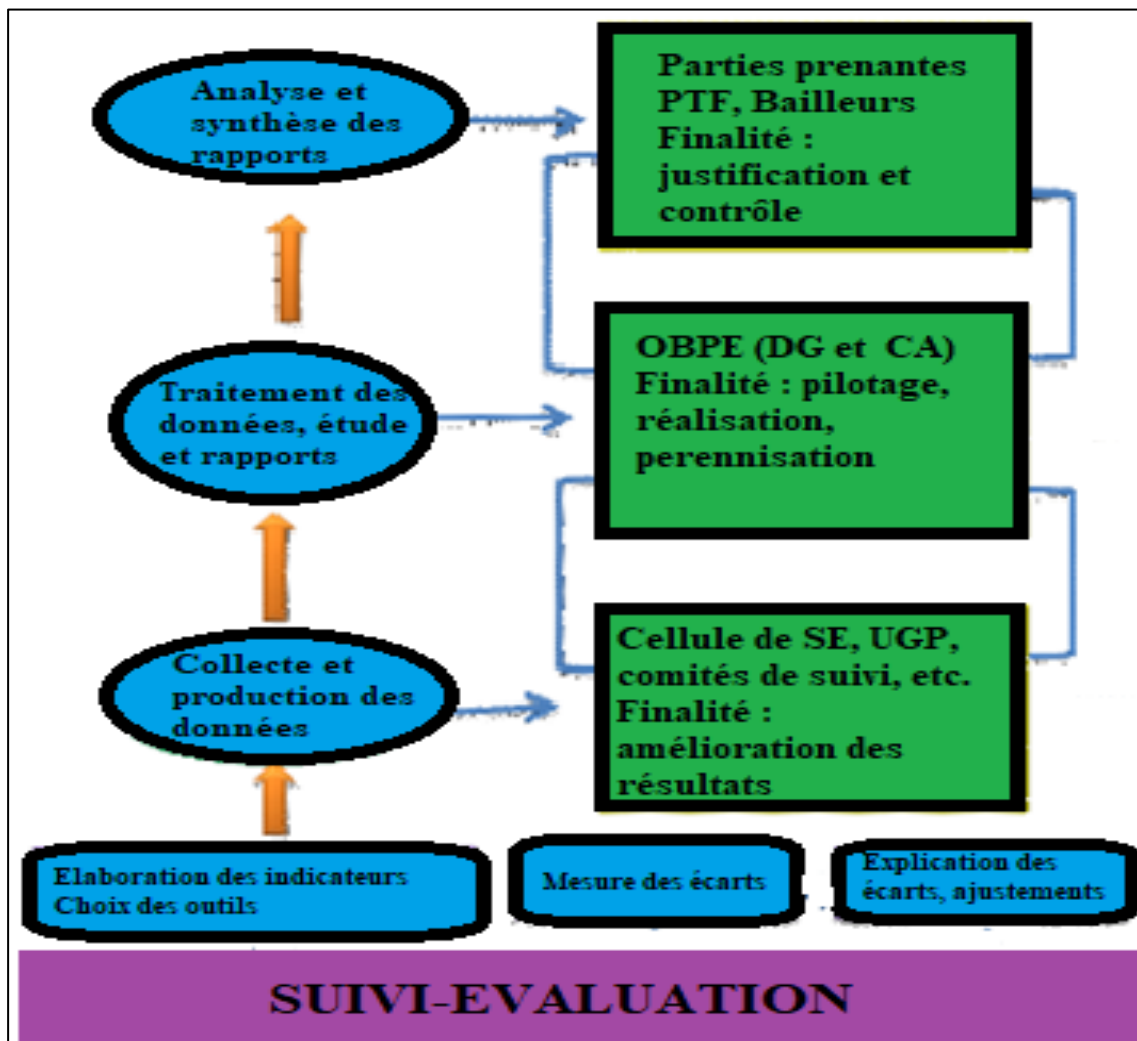 Analyse et
synthèse des
rapports
Parties prenantes
PTF, Bailleurs
Finalité :
justification et
contrôle
Traitement des
données, étude
et rapports
OBPE (DG et CA)
Finalité : pilotage,
réalisation,
perennisation
Collecte et
production des
données
Cellule de SE, UGP,
comités de suivi, etc.
Finalité :
amélioration des
résultats
Elaboration des indicateurs
Choix des outils
Mesure des écarts
Explication des
écarts, ajustements
SUIVI-EVALUATION